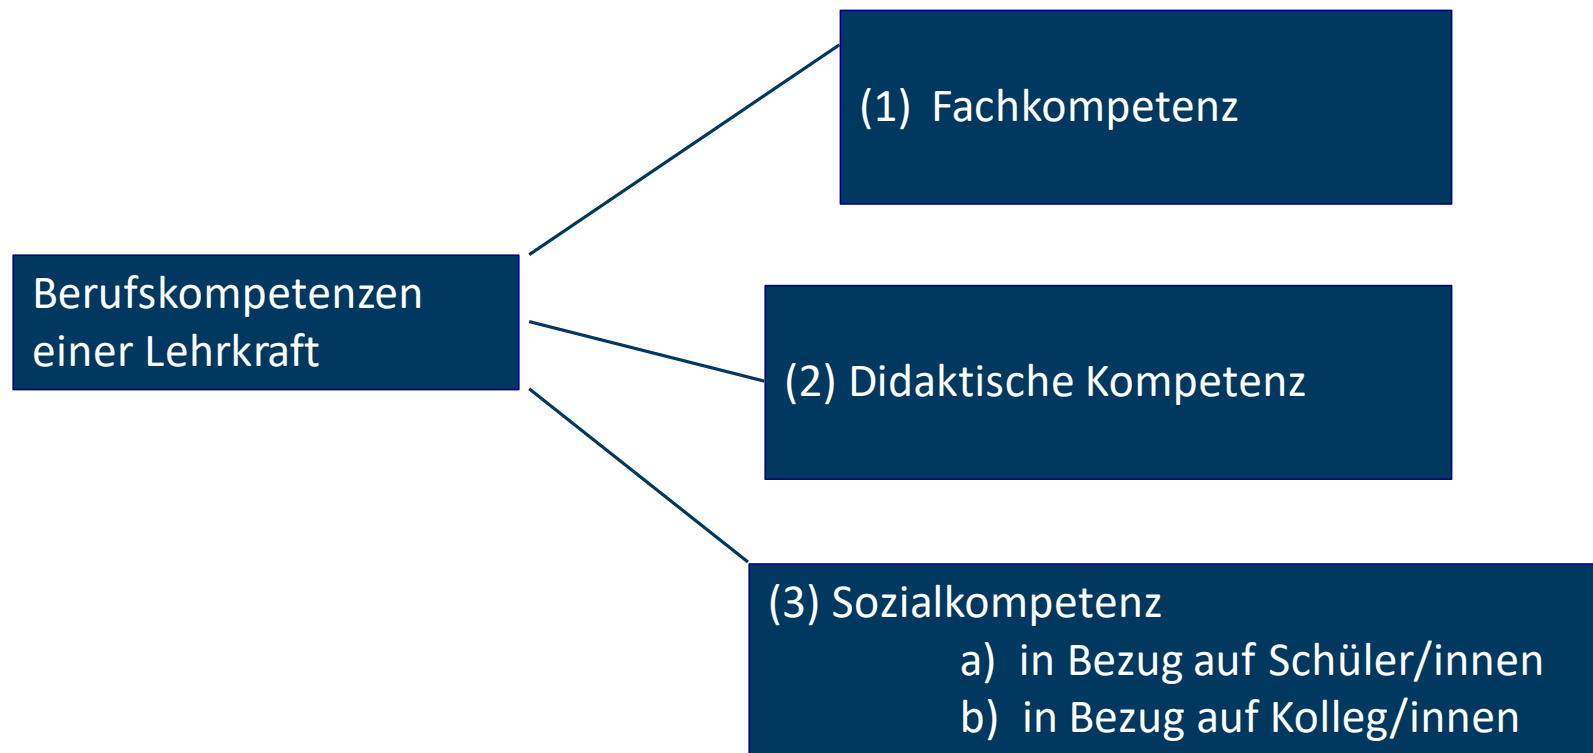 (1) Fachkompetenz
Berufskompetenzen
einer Lehrkraft
(2) Didaktische Kompetenz
(3) Sozialkompetenz
a) in Bezug auf Schüler/innen
b) in Bezug auf Kolleg/innen